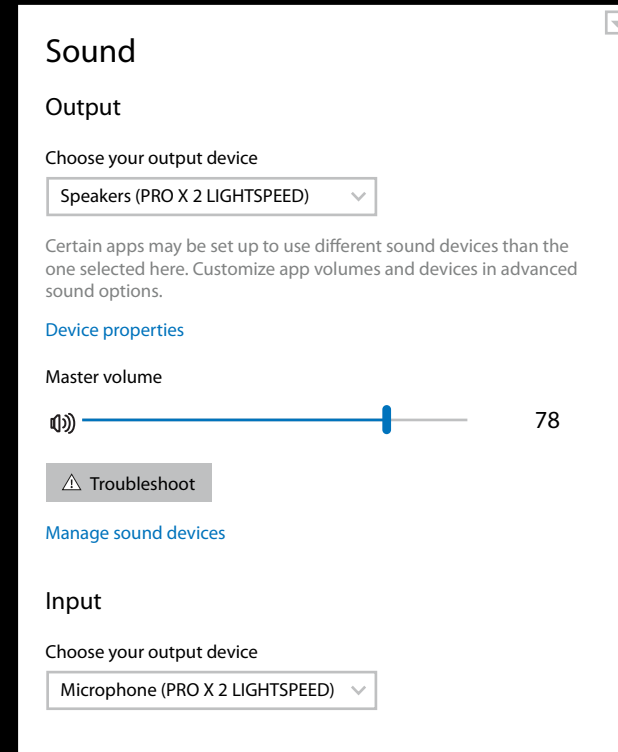 Sound
Output
Choose your output device
Speakers (PRO X 2 LIGHTSPEED)
Certain apps may be set up to use different sound devices than the
one selected here. Customize app volumes and devices in advanced
sound options.
Device properties
Master volume
78
Troubleshoot
Manage sound devices
Input
Choose your output device
Microphone (PRO X 2 LIGHTSPEED)